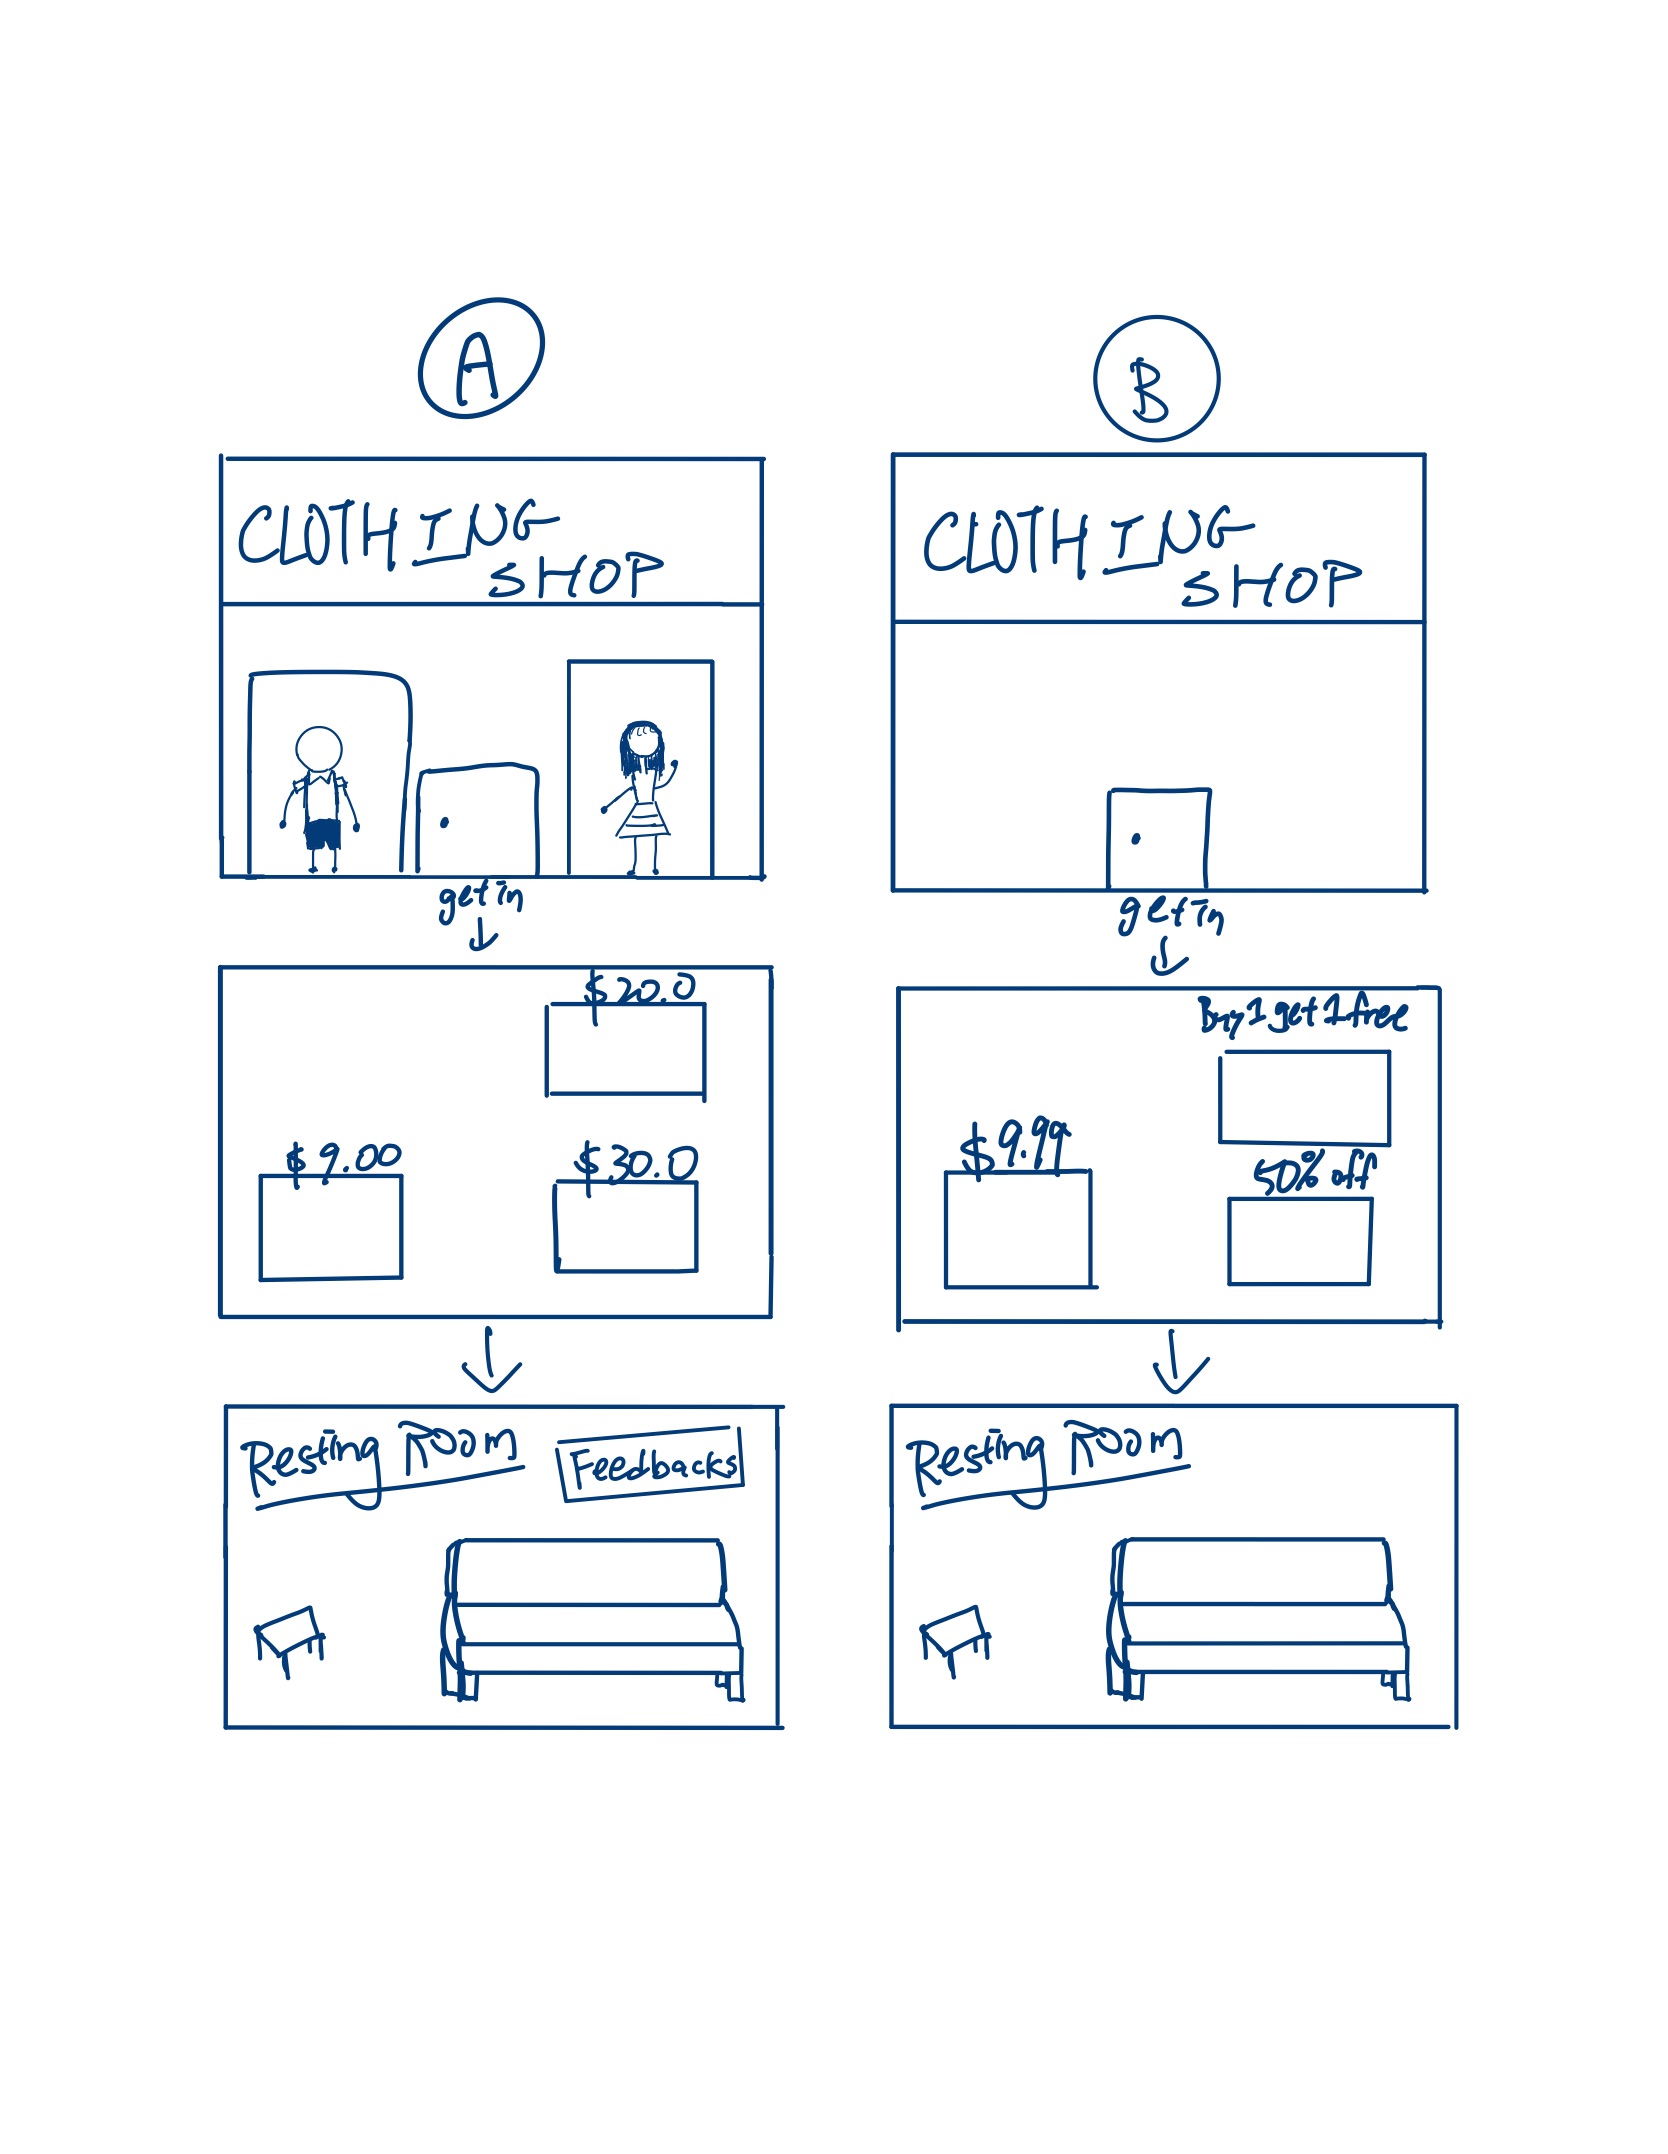 A
CLOTHING
SHOP
get in
$20.0
$9.00
$30.0
Resting Room
Feedbacks
B
CLOTHING
SHOP
get in
Buy 1 get 1 free
$9.99
50% off
Resting Room